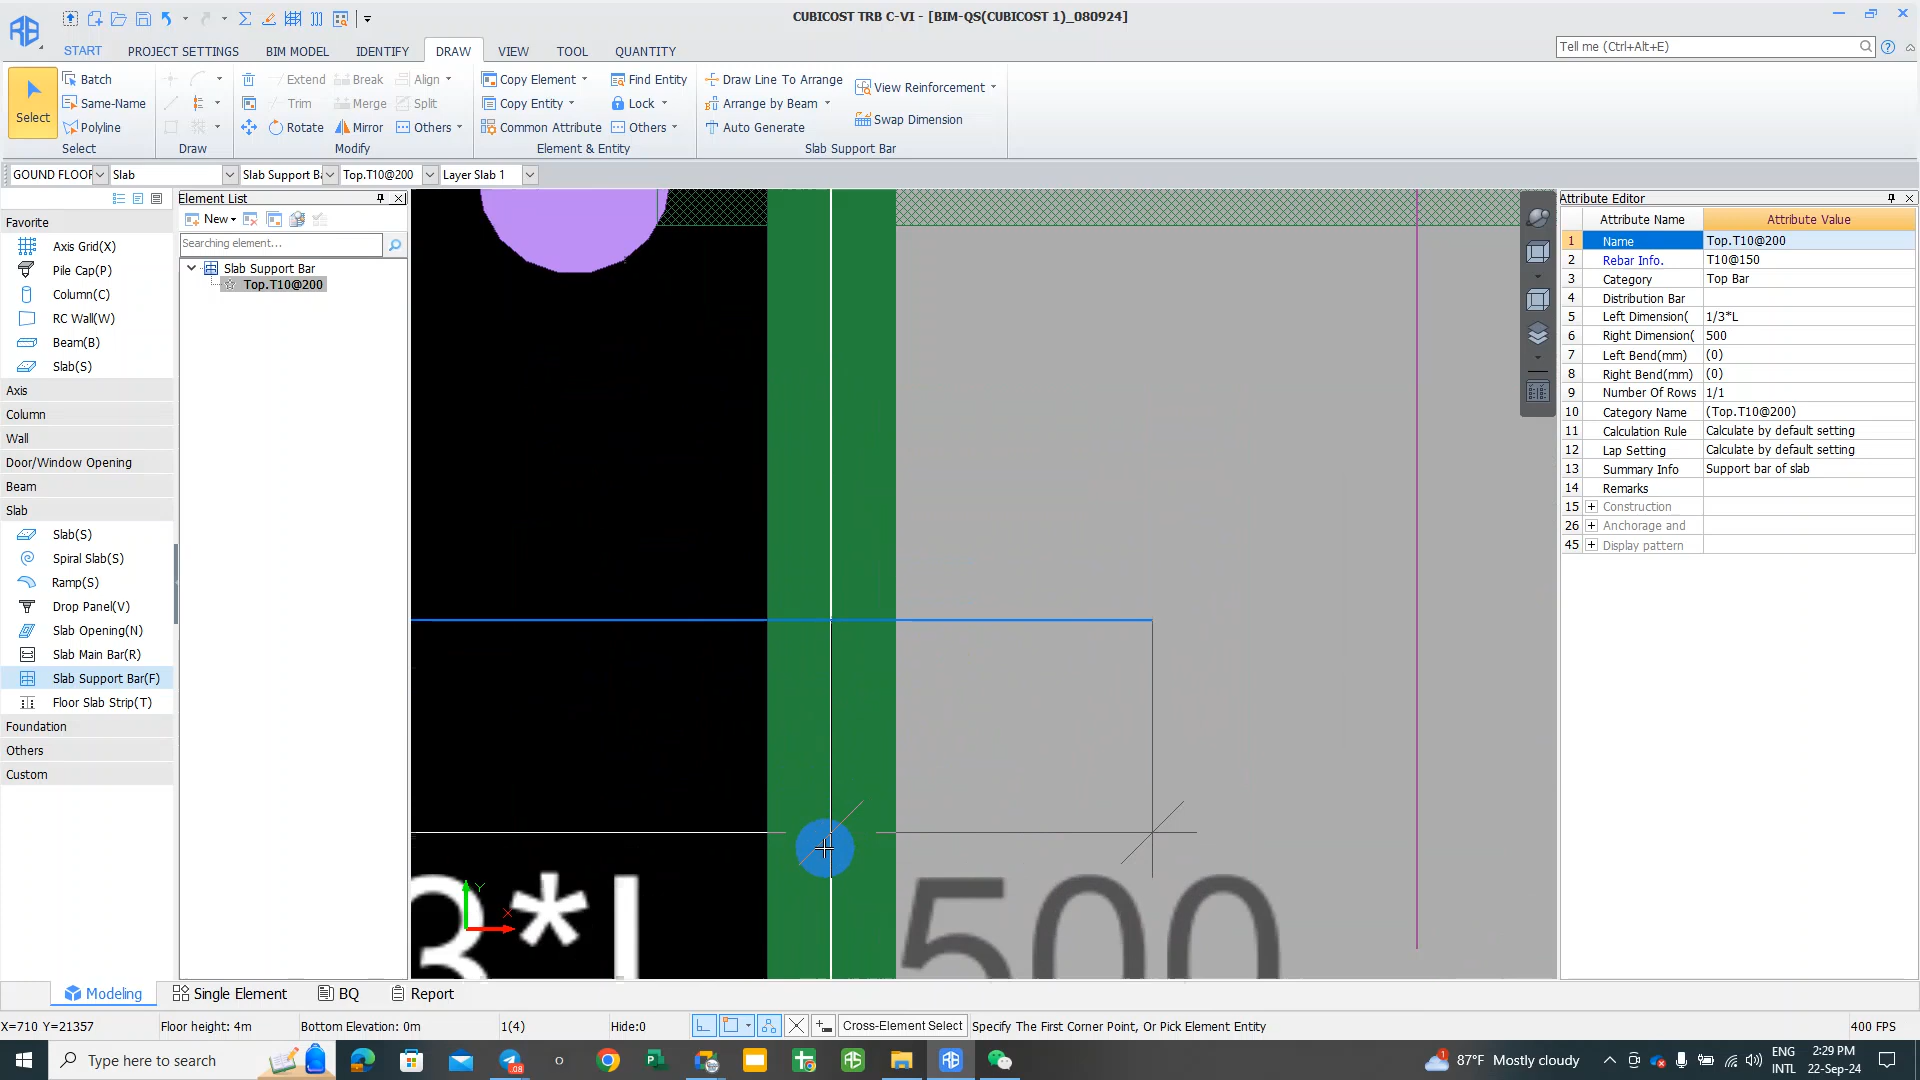 CUBICOST TRB C-VI - [BIM-QS(CUBICOST 1)_080924]
START PROJECT SETTINGS BIM MODEL IDENTIFY DRAW VIEW TOOL QUANTITY
Tell me (Ctrl+Alt+E)
Select
Batch
Same-Name
Polyline
Select
Draw
Extend Break Align
Trim Merge Split
Rotate Mirror Others
Modify
Copy Element Find Entity
Copy Entity Lock
Common Attribute Others
Element & Entity
Draw Line To Arrange
Arrange by Beam
Auto Generate
View Reinforcement
Swap Dimension
Slab Support Bar
GOUND FLOOR Slab Slab Support Ba Top.T10@200 Layer Slab 1
Favorite
Axis Grid(X)
Pile Cap(P)
Column(C)
RC Wall(W)
Beam(B)
Slab(S)
Axis
Column
Wall
Door/Window Opening
Beam
Slab
Slab(S)
Spiral Slab(S)
Ramp(S)
Drop Panel(V)
Slab Opening(N)
Slab Main Bar(R)
Slab Support Bar(F)
Floor Slab Strip(T)
Foundation
Others
Custom
Element List
New
Searching element...
Slab Support Bar
Top.T10@200
3*L
500
Y
X
Attribute Editor
Attribute Name Attribute Value
1 Name Top.T10@200
2 Rebar Info. T10@150
3 Category Top Bar
4 Distribution Bar
5 Left Dimension( 1/3*L
6 Right Dimension( 500
7 Left Bend(mm) (0)
8 Right Bend(mm) (0)
9 Number Of Rows 1/1
10 Category Name (Top.T10@200)
11 Calculation Rule Calculate by default setting
12 Lap Setting Calculate by default setting
13 Summary Info Support bar of slab
14 Remarks
15 Construction
26 Anchorage and
45 Display pattern
Modeling Single Element BQ Report
X=710 Y=21357 Floor height: 4m Bottom Elevation: 0m 1(4) Hide:0 Cross-Element Select Specify The First Corner Point, Or Pick Element Entity 400 FPS
Type here to search
87°F Mostly cloudy
ENG
INTL
2:29 PM
22-Sep-24